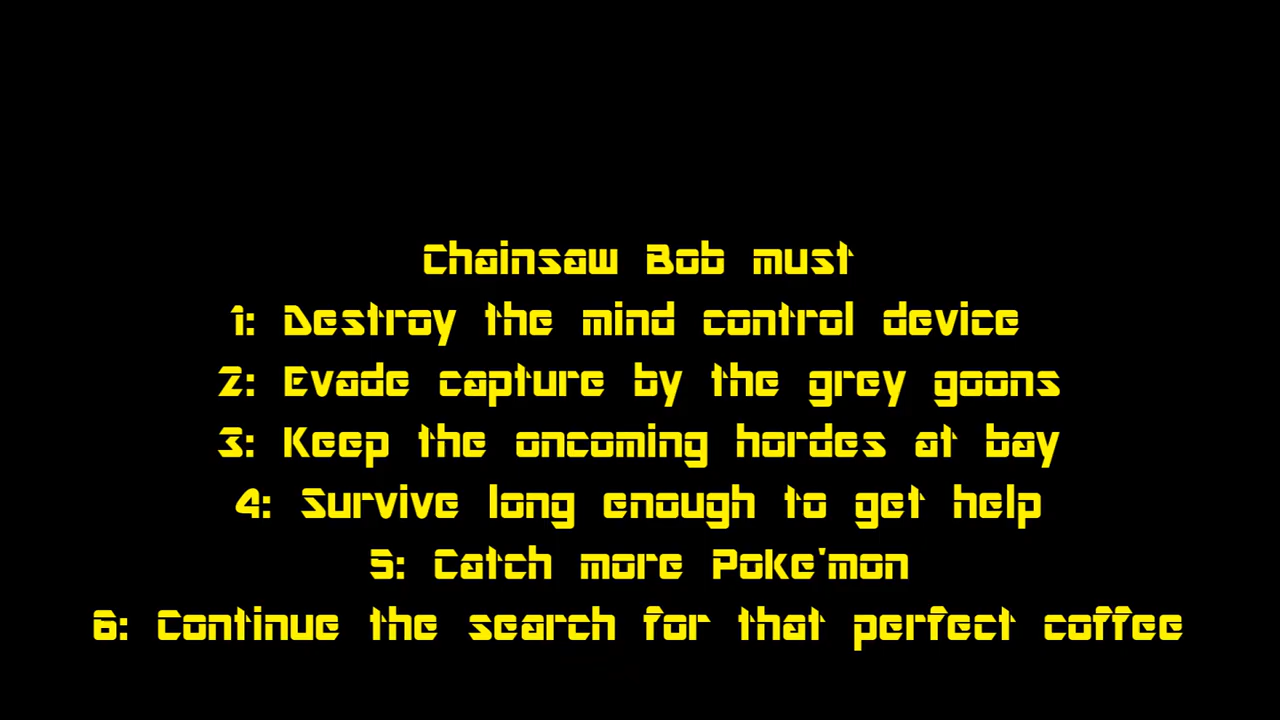 Chainsaw Bob must
1: Destroy the mind control device
2: Evade capture by the grey goons
3: Keep the oncoming hordes at bay
4: Survive long enough to get help
5: Catch more Poke'mon
6: Continue the search for that perfect coffee